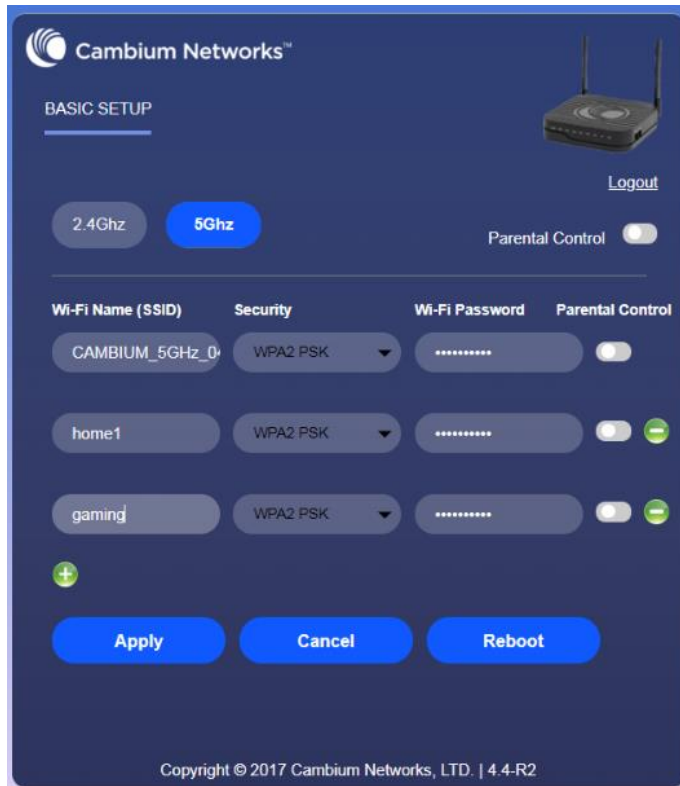 Cambium Networks™
BASIC SETUP
Logout
2.4Ghz 5Ghz Parental Control
Wi-Fi Name (SSID) Security Wi-Fi Password Parental Control
CAMBIUM_5GHz_0 WPA2 PSK ••••••••••
home1 WPA2 PSK ••••••••••
gaming WPA2 PSK ••••••••••
Apply Cancel Reboot
Copyright © 2017 Cambium Networks, LTD. | 4.4-R2